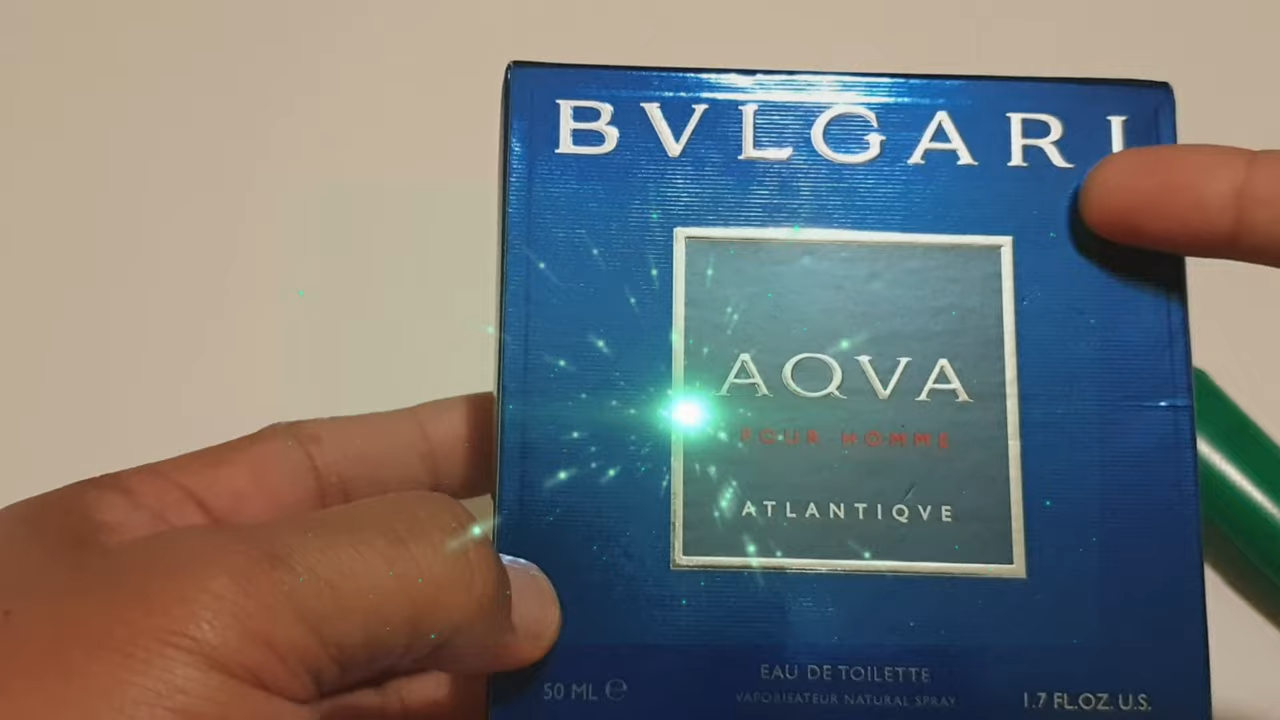 BVLGARI
AQVA
POUR HOMME
ATLANTIQVE
EAU DE TOILETTE
50 ML ℮
VAPORISATEUR NATURAL SPRAY
1.7 FL.OZ. U.S.